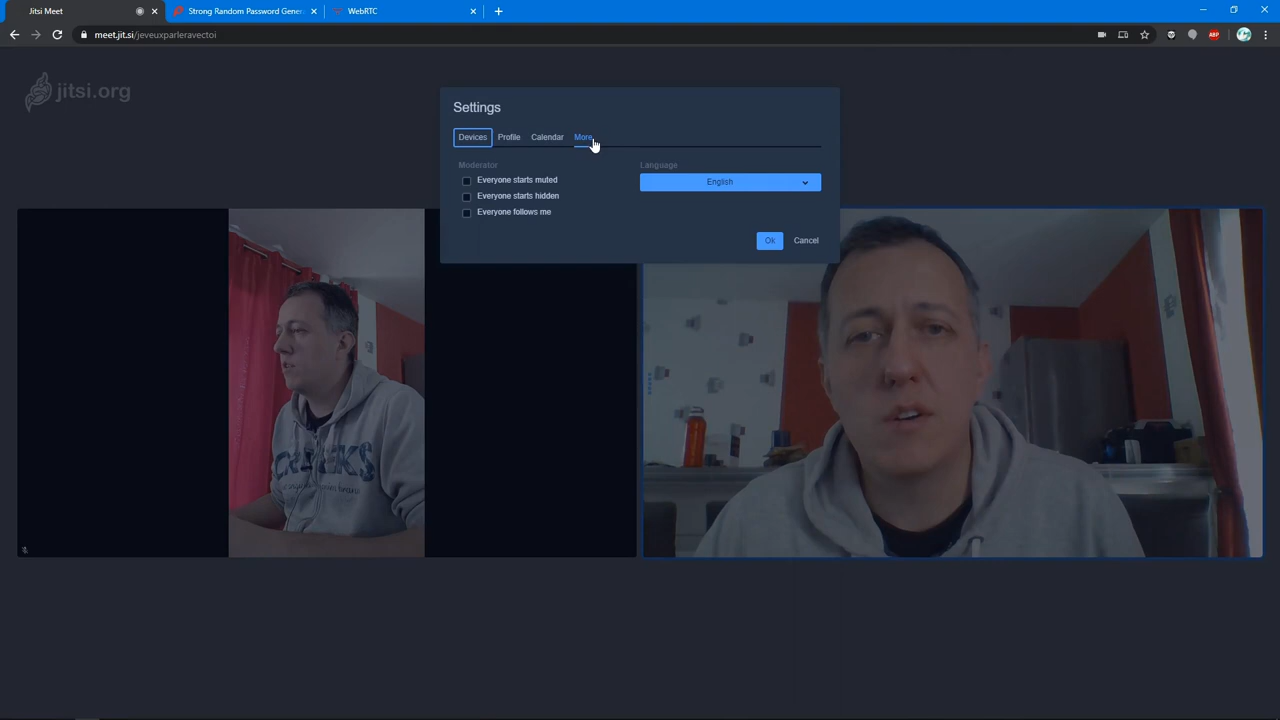 Jitsi Meet
Strong Random Password Gener
WebRTC
meet.jit.si/jeveuxparleravectoi
ABP
jitsi.org
Settings
Devices Profile Calendar More
Moderator
Everyone starts muted
Everyone starts hidden
Everyone follows me
Language
English
Ok Cancel